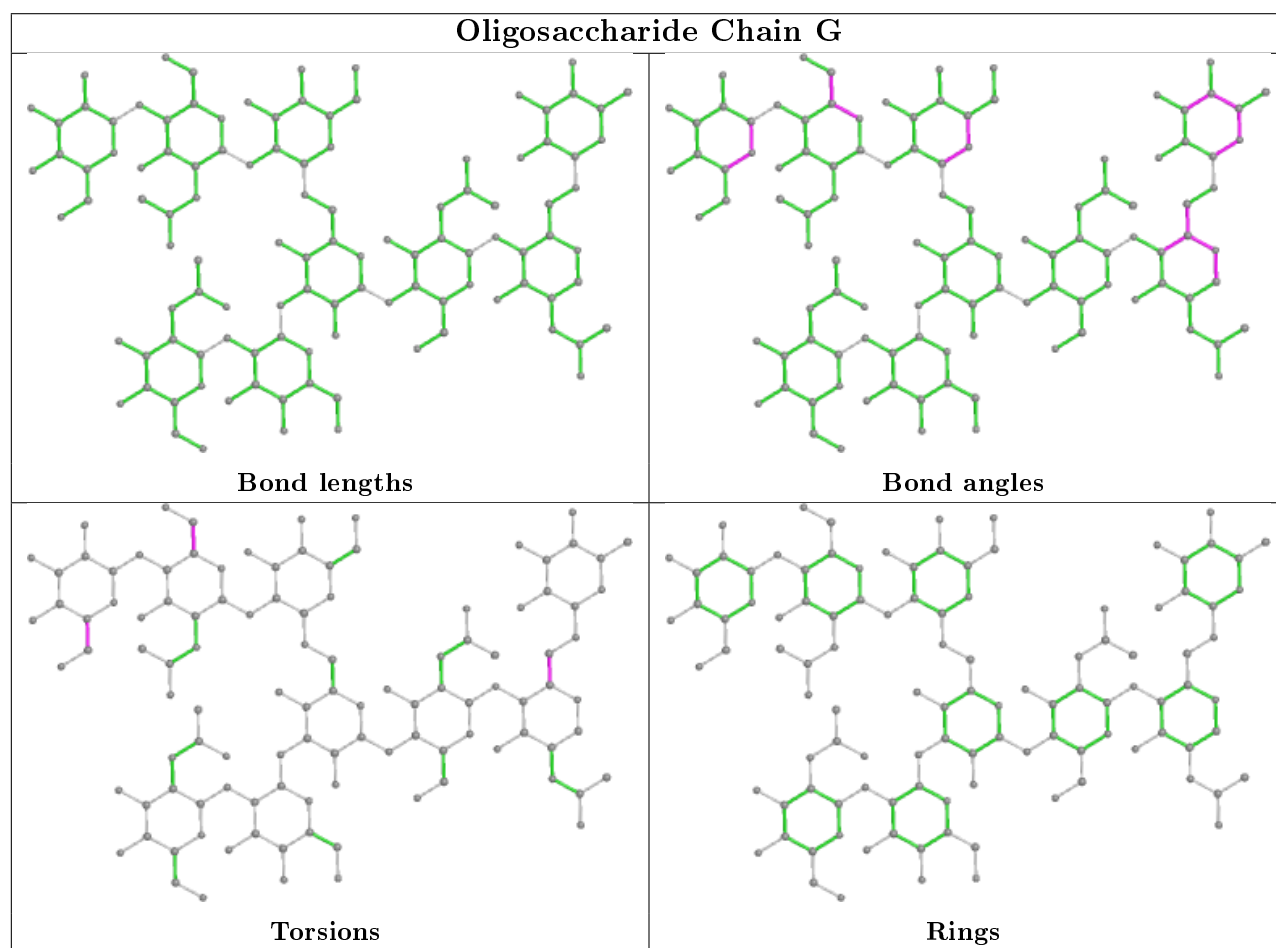 Oligosaccharide Chain G
Bond lengths
Bond angles
Torsions
Rings